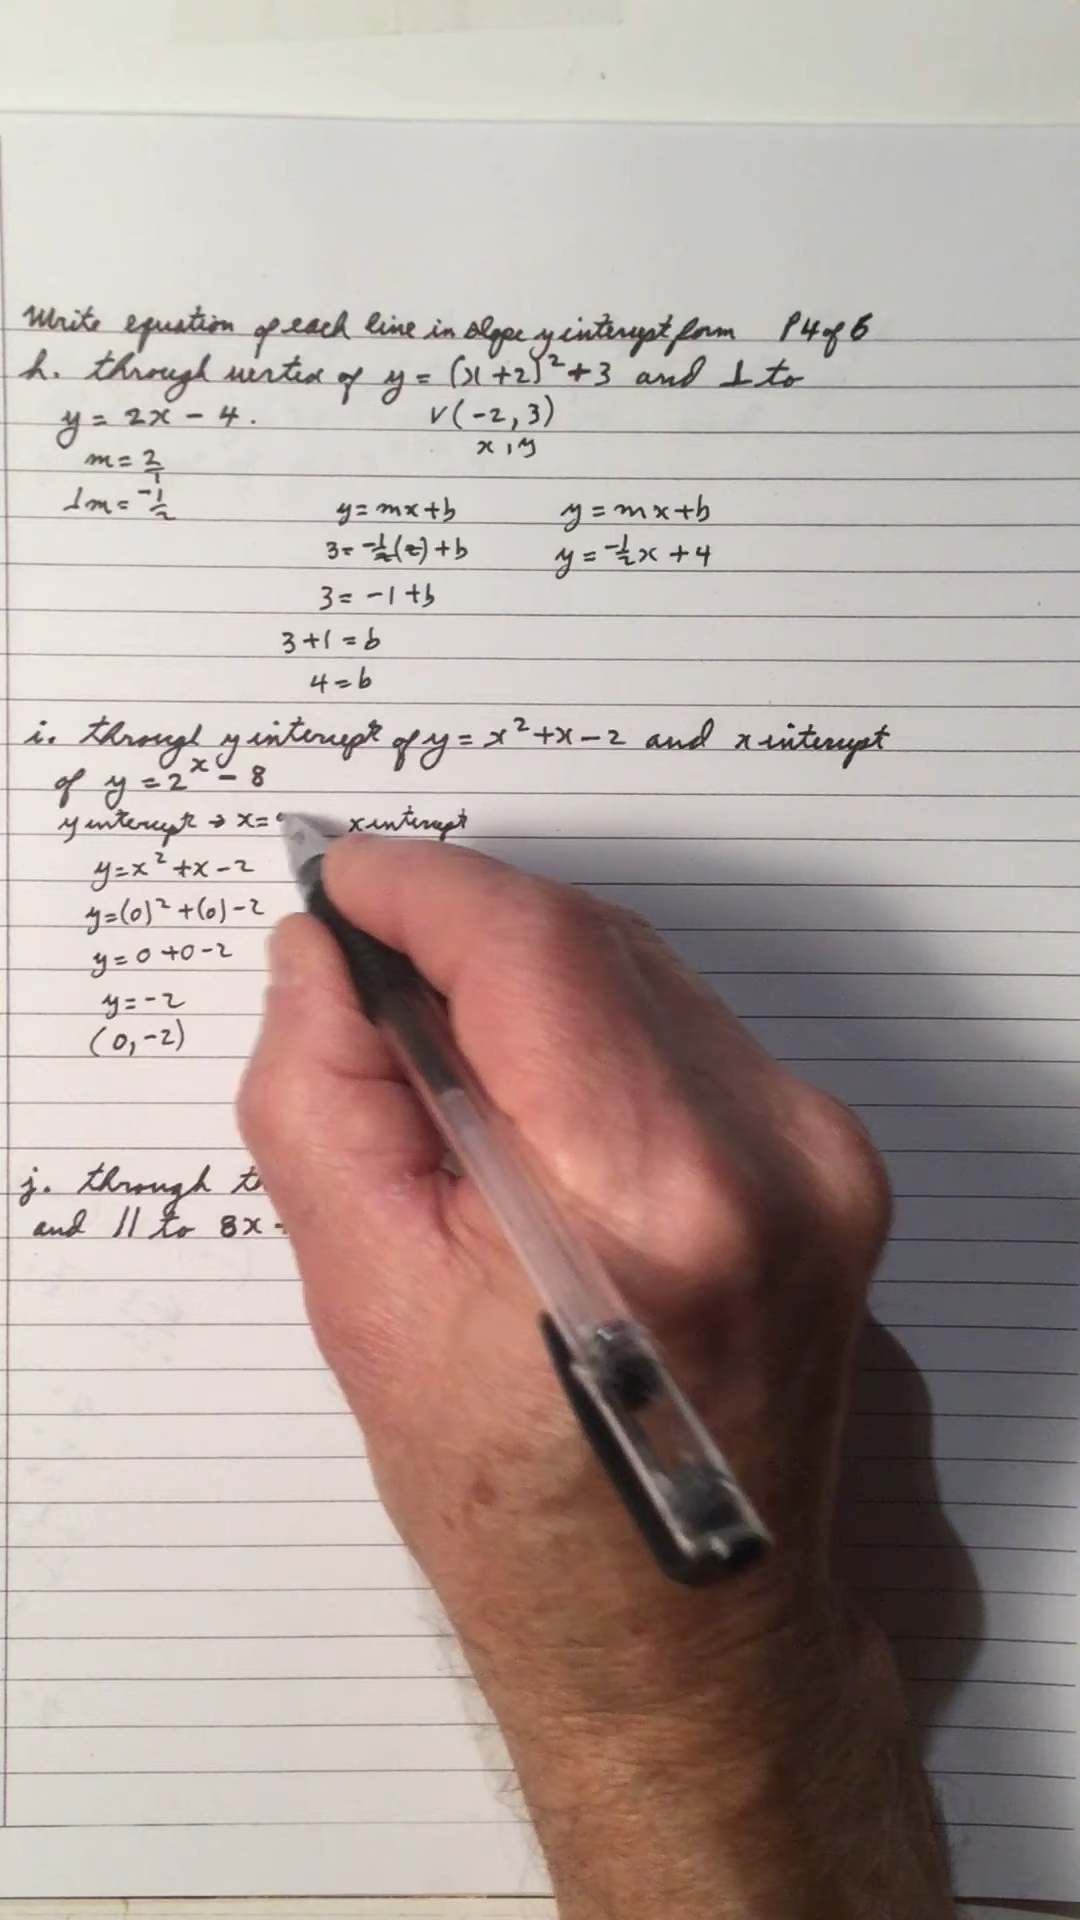 Write equation of each line in slope y intercept form P4 of 6
h. through vertex of y = (x+2)² + 3 and ⊥ to
y = 2x - 4. V(-2, 3)
x, y
m = 2/1
⊥m = -1/2
y = mx + b y = mx + b
3 = -1/2(2) + b y = -1/2x + 4
3 = -1 + b
3 + 1 = b
4 = b
i. through y intercept of y = x² + x - 2 and x intercept
of y = 2ˣ - 8
y intercept → x = x intercept
y = x² + x - 2
y = (0)² + (0) - 2
y = 0 + 0 - 2
y = -2
(0, -2)
j. through
and // to 8x